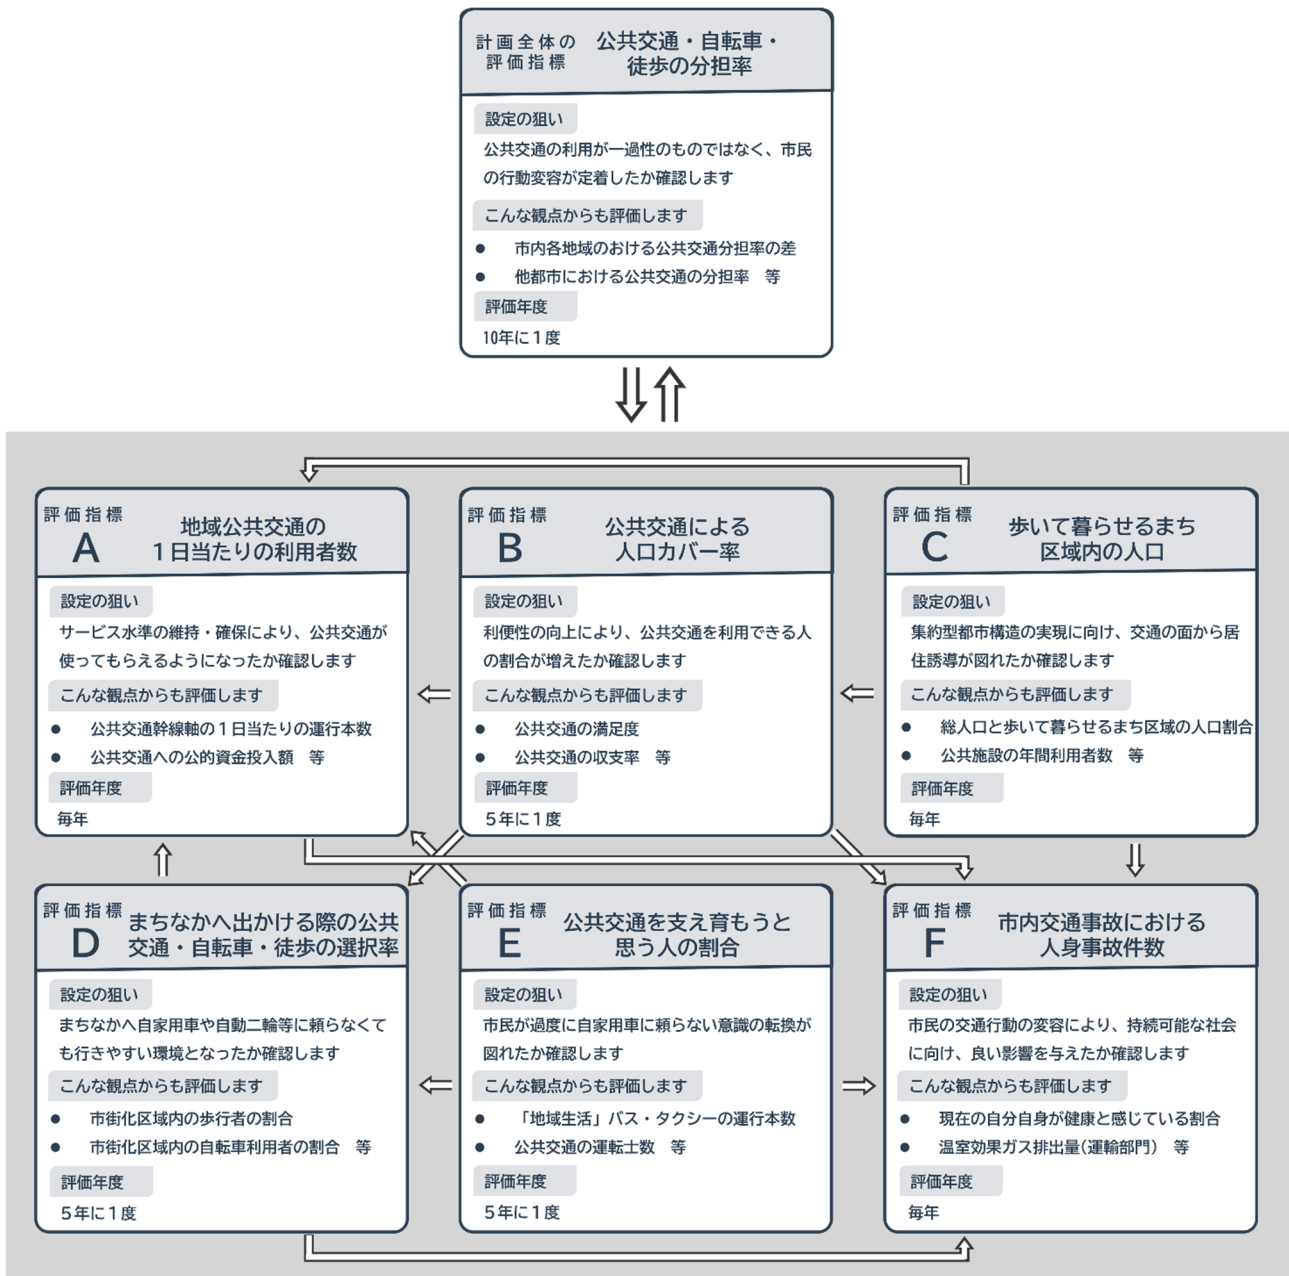 計画全体の
評価指標
公共交通・自転車・
徒歩の分担率
設定の狙い
公共交通の利用が一過性のものではなく、市民
の行動変容が定着したか確認します
こんな観点からも評価します
● 市内各地域のおける公共交通分担率の差
● 他都市における公共交通の分担率 等
評価年度
10年に1度
評価指標
A
地域公共交通の
1日当たりの利用者数
設定の狙い
サービス水準の維持・確保により、公共交通が
使ってもらえるようになったか確認します
こんな観点からも評価します
● 公共交通幹線軸の1日当たりの運行本数
● 公共交通への公的資金投入額 等
評価年度
毎年
評価指標
B
公共交通による
人口カバー率
設定の狙い
利便性の向上により、公共交通を利用できる人
の割合が増えたか確認します
こんな観点からも評価します
● 公共交通の満足度
● 公共交通の収支率 等
評価年度
5年に1度
評価指標
C
歩いて暮らせるまち
区域内の人口
設定の狙い
集約型都市構造の実現に向け、交通の面から居
住誘導が図れたか確認します
こんな観点からも評価します
● 総人口と歩いて暮らせるまち区域の人口割合
● 公共施設の年間利用者数 等
評価年度
毎年
評価指標
D
まちなかへ出かける際の公共
交通・自転車・徒歩の選択率
設定の狙い
まちなかへ自家用車や自動二輪等に頼らなくて
も行きやすい環境となったか確認します
こんな観点からも評価します
● 市街化区域内の歩行者の割合
● 市街化区域内の自転車利用者の割合 等
評価年度
5年に1度
評価指標
E
公共交通を支え育もうと
思う人の割合
設定の狙い
市民が過度に自家用車に頼らない意識の転換が
図れたか確認します
こんな観点からも評価します
● 「地域生活」バス・タクシーの運行本数
● 公共交通の運転士数 等
評価年度
5年に1度
評価指標
F
市内交通事故における
人身事故件数
設定の狙い
市民の交通行動の変容により、持続可能な社会
に向け、良い影響を与えたか確認します
こんな観点からも評価します
● 現在の自分自身が健康と感じている割合
● 温室効果ガス排出量(運輸部門) 等
評価年度
毎年